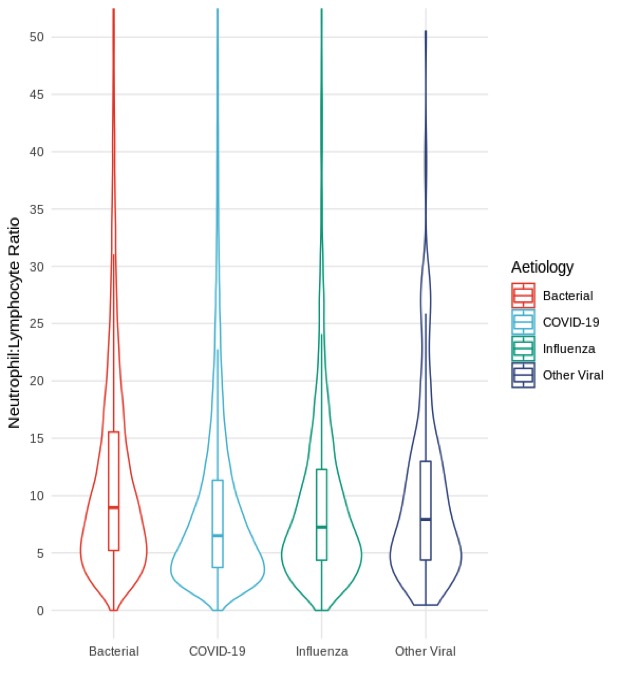 Neutrophil:Lymphocyte Ratio
50
45
40
35
30
25
20
15
10
5
0
Bacterial COVID-19 Influenza Other Viral
Aetiology
Bacterial
COVID-19
Influenza
Other Viral